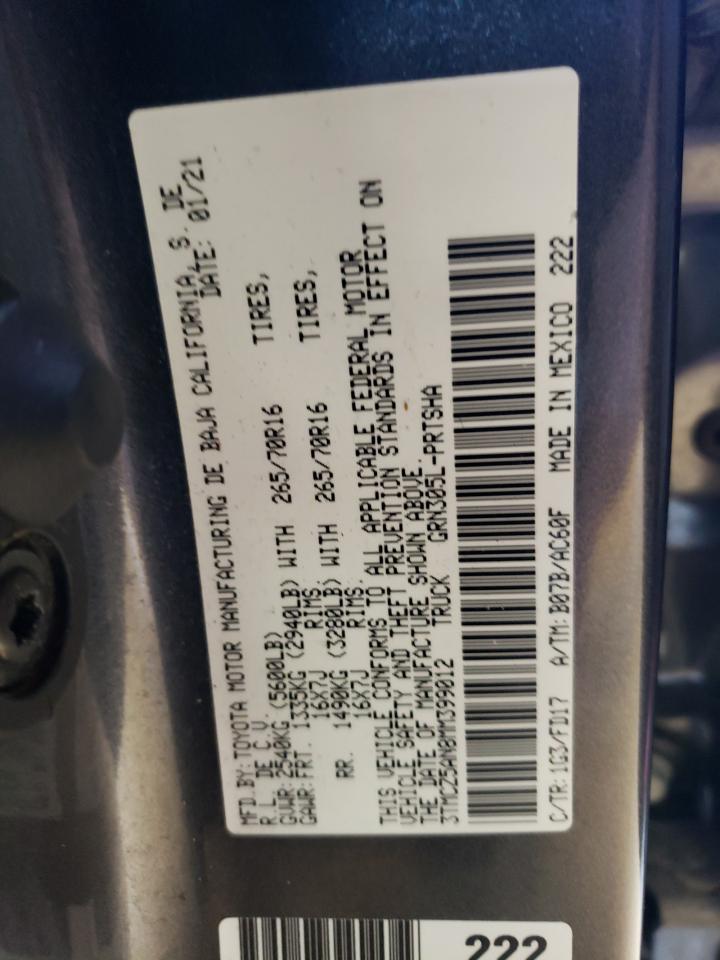 MFD.BY: TOYOTA MOTOR MANUFACTURING DE BAJA CALIFORNIA, S. DE
R.L. DE C.V. DATE: 01/21
GVWR: 2540KG (5600LB)
GAWR: FRT. 1335KG (2940LB) WITH 265/70R16 TIRES,
16X7J RIMS.
RR. 1490KG (3280LB) WITH 265/70R16 TIRES,
16X7J RIMS.
THIS VEHICLE CONFORMS TO ALL APPLICABLE FEDERAL MOTOR
VEHICLE SAFETY AND THEFT PREVENTION STANDARDS IN EFFECT ON
THE DATE OF MANUFACTURE SHOWN ABOVE.
3TMCZ5AN8MM399012 TRUCK GRN305L-PRTSHA
C/TR: 1G3/FD17 A/TM: B07B/AC60F MADE IN MEXICO 222
222